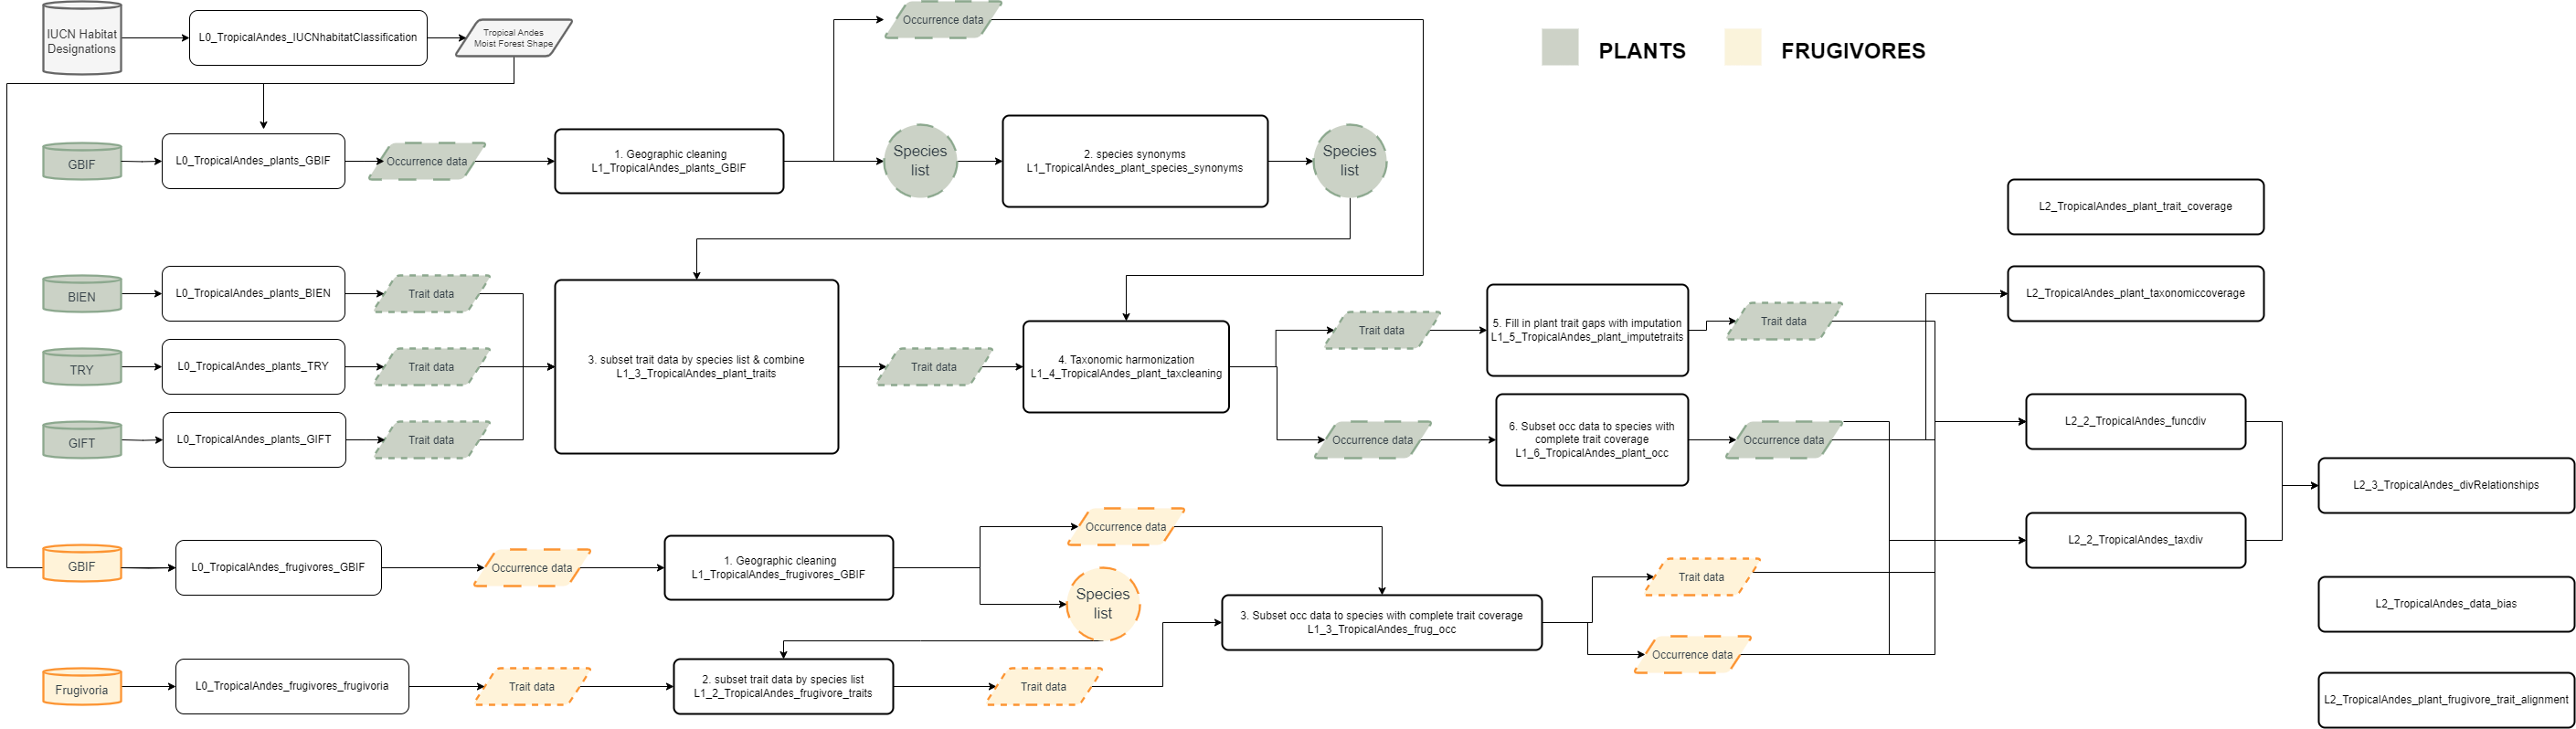 IUCN Habitat
Designations
L0_TropicalAndes_IUCNhabitatClassification
Tropical Andes
Moist Forest Shape
Occurrence data
PLANTS
FRUGIVORES
GBIF
L0_TropicalAndes_plants_GBIF
Occurrence data
1. Geographic cleaning
L1_TropicalAndes_plants_GBIF
Species
list
2. species synonyms
L1_TropicalAndes_plant_species_synonyms
Species
list
L2_TropicalAndes_plant_trait_coverage
BIEN
L0_TropicalAndes_plants_BIEN
Trait data
L2_TropicalAndes_plant_taxonomiccoverage
TRY
L0_TropicalAndes_plants_TRY
Trait data
3. subset trait data by species list & combine
L1_3_TropicalAndes_plant_traits
Trait data
4. Taxonomic harmonization
L1_4_TropicalAndes_plant_taxcleaning
Trait data
5. Fill in plant trait gaps with imputation
L1_5_TropicalAndes_plant_imputetraits
Trait data
GIFT
L0_TropicalAndes_plants_GIFT
Trait data
Occurrence data
6. Subset occ data to species with
complete trait coverage
L1_6_TropicalAndes_plant_occ
Occurrence data
L2_2_TropicalAndes_funcdiv
L2_3_TropicalAndes_divRelationships
L2_2_TropicalAndes_taxdiv
GBIF
L0_TropicalAndes_frugivores_GBIF
Occurrence data
1. Geographic cleaning
L1_TropicalAndes_frugivores_GBIF
Occurrence data
Species
list
3. Subset occ data to species with complete trait coverage
L1_3_TropicalAndes_frug_occ
Trait data
Occurrence data
L2_TropicalAndes_data_bias
Frugivoria
L0_TropicalAndes_frugivores_frugivoria
Trait data
2. subset trait data by species list
L1_2_TropicalAndes_frugivore_traits
Trait data
L2_TropicalAndes_plant_frugivore_trait_alignment